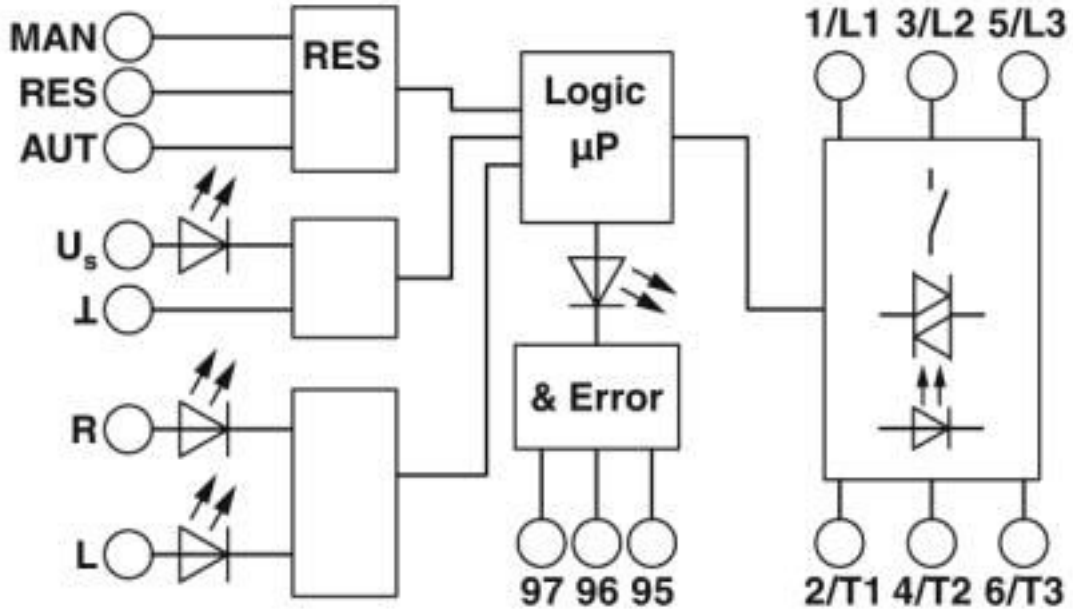 MAN
RES
AUT
RES
U_s
⊥
R
L
Logic
µP
& Error
97 96 95
1/L1 3/L2 5/L3
2/T1 4/T2 6/T3